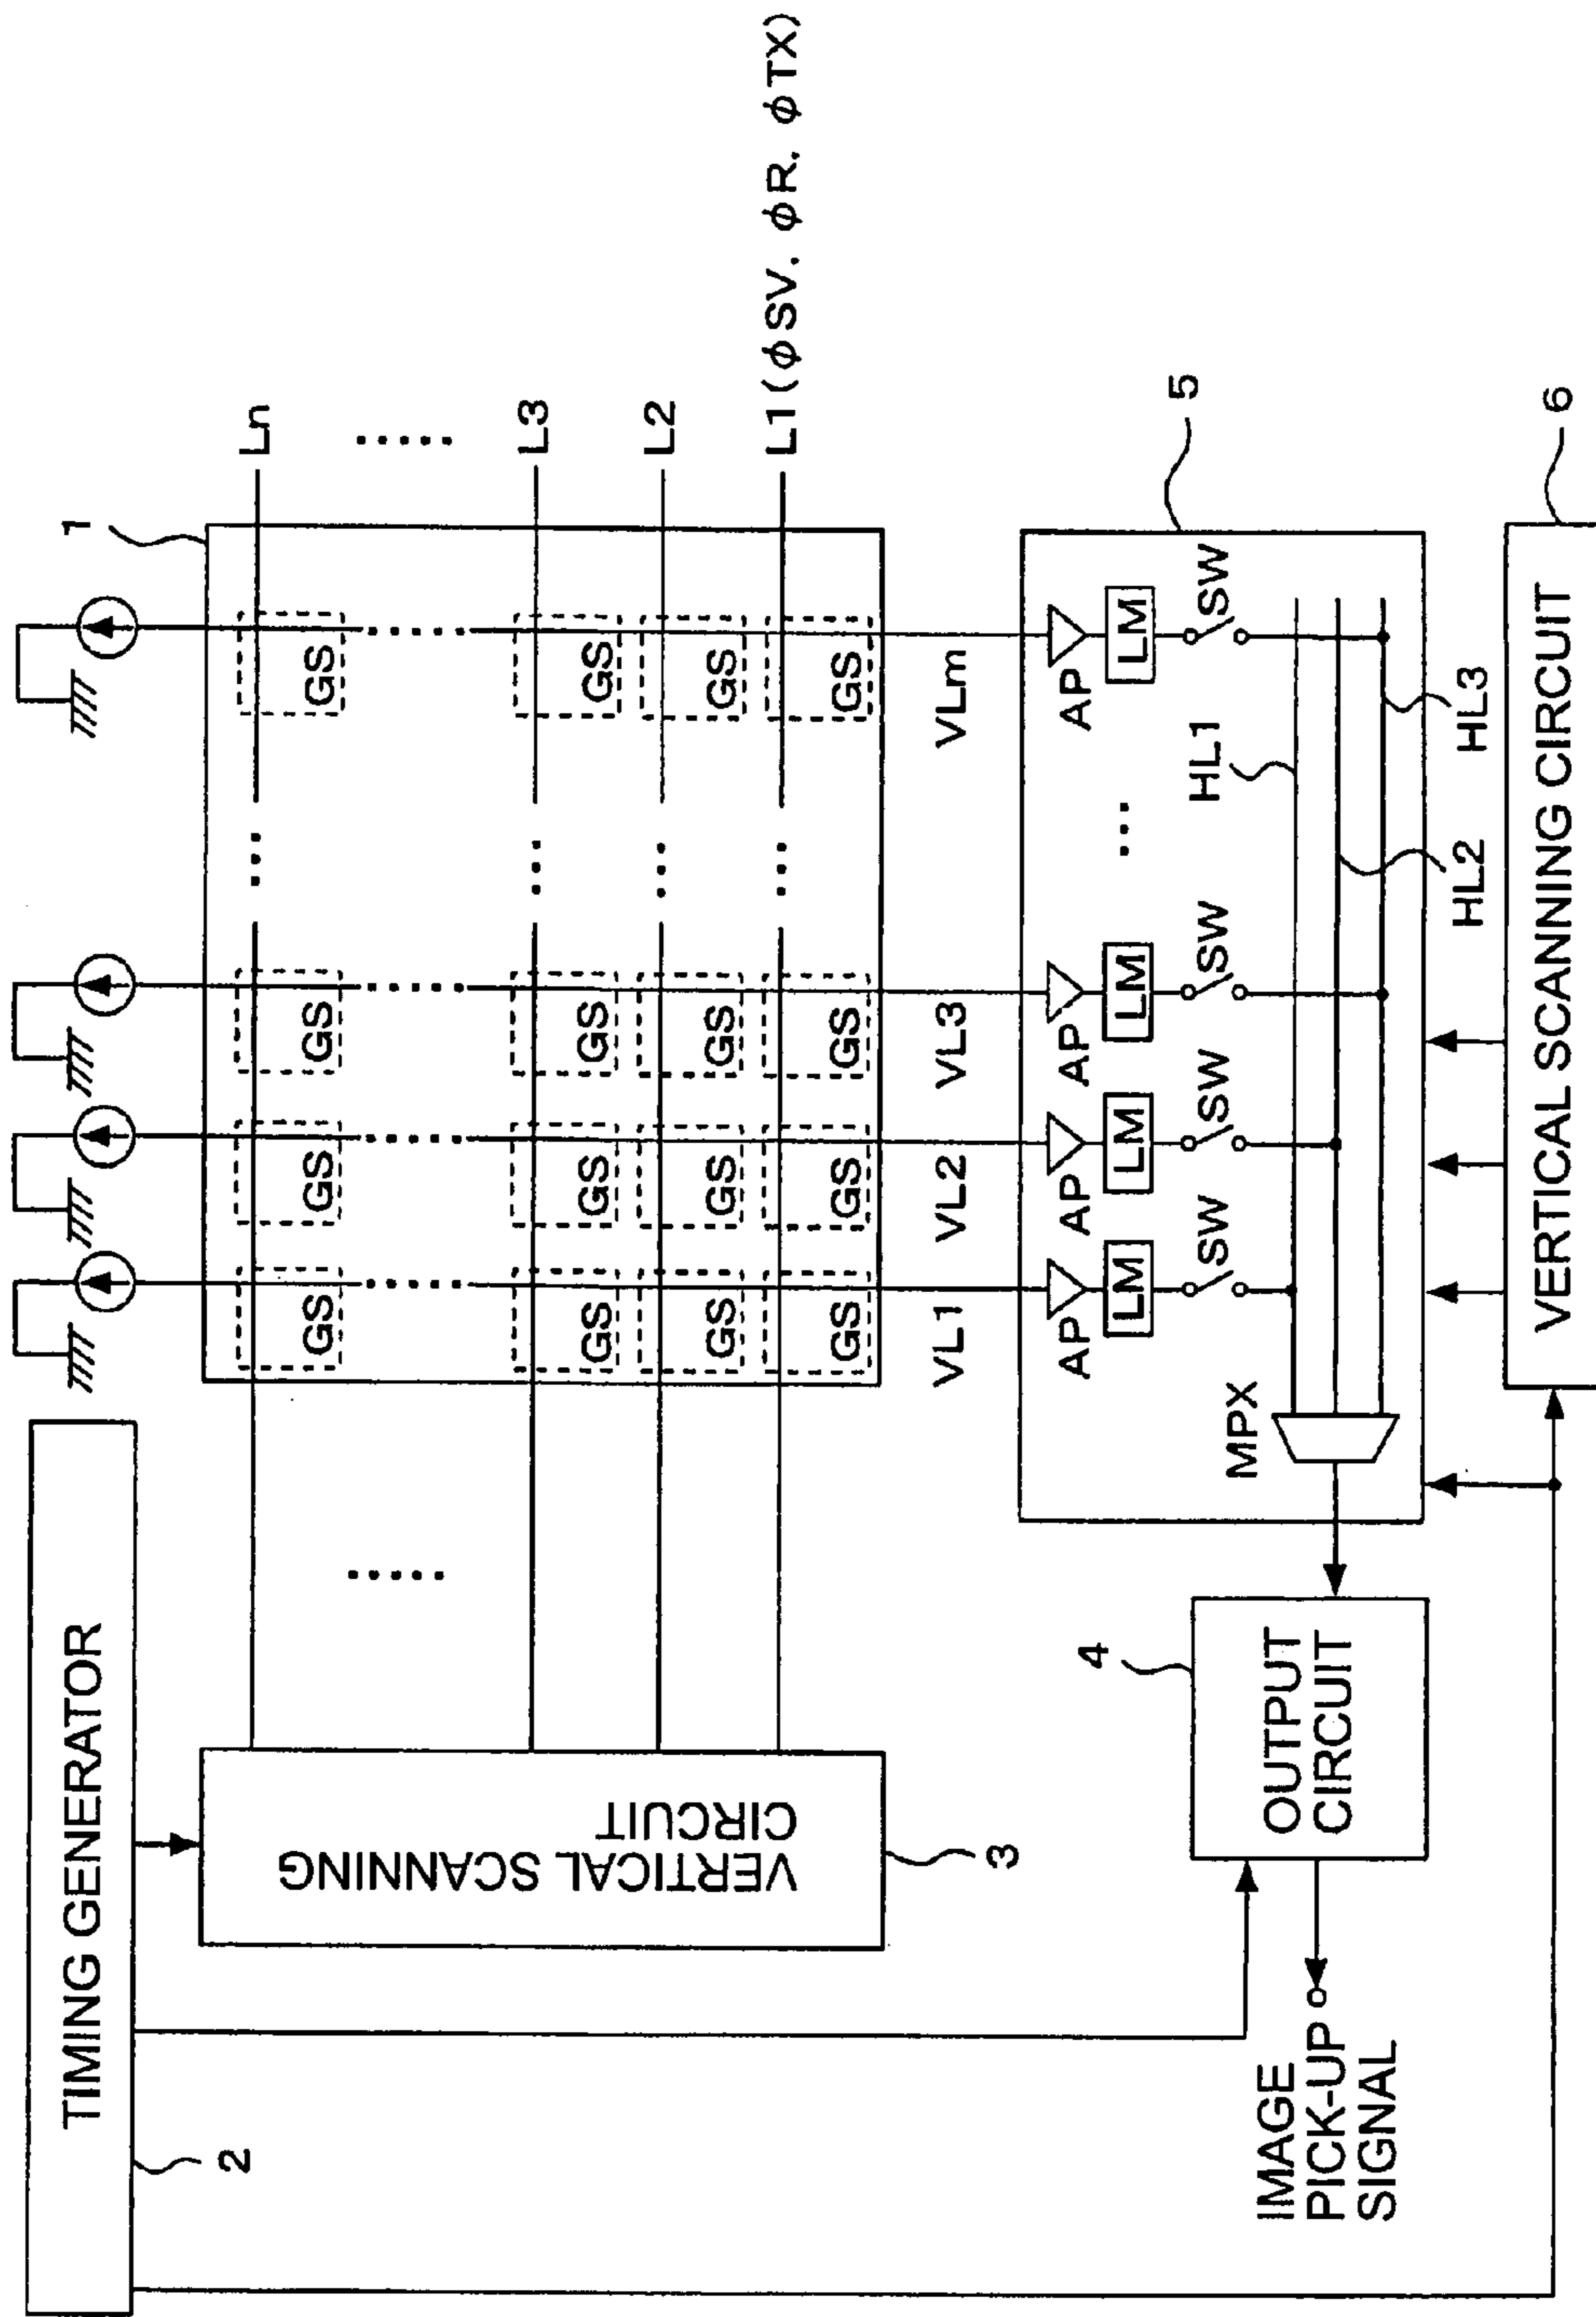 TIMING GENERATOR
2
1
Ln
L3
L2
L1(ϕSV. ϕR. ϕTX)
GS GS GS GS
GS GS GS GS
GS GS GS GS
GS GS GS GS
VERTICAL SCANNING
CIRCUIT
3
VL1 VL2 VL3 VLm
5
AP AP AP AP
LM LM LM LM
SW SW SW SW
MPX
HL1
HL2
HL3
4
OUTPUT
CIRCUIT
IMAGE
PICK-UP
SIGNAL
VERTICAL SCANNING CIRCUIT
6